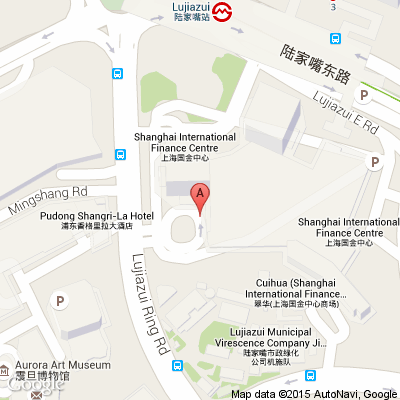 Lujiazui
陆家嘴站
3
陆家嘴东路
P
Lujiazui E Rd
Shanghai International
Finance Centre
上海国金中心
P
Mingshang Rd
A
Pudong Shangri-La Hotel
浦东香格里拉大酒店
Shanghai International
Finance Centre
上海国金中心
Lujiazui Ring Rd
P
Cuihua (Shanghai
International Finance...
翠华(上海国金中心商场)
Lujiazui Municipal
Virescence Company Ji...
陆家嘴市政绿化
公司机施队
Aurora Art Museum
震旦博物馆
P
Map data ©2015 AutoNavi, Google